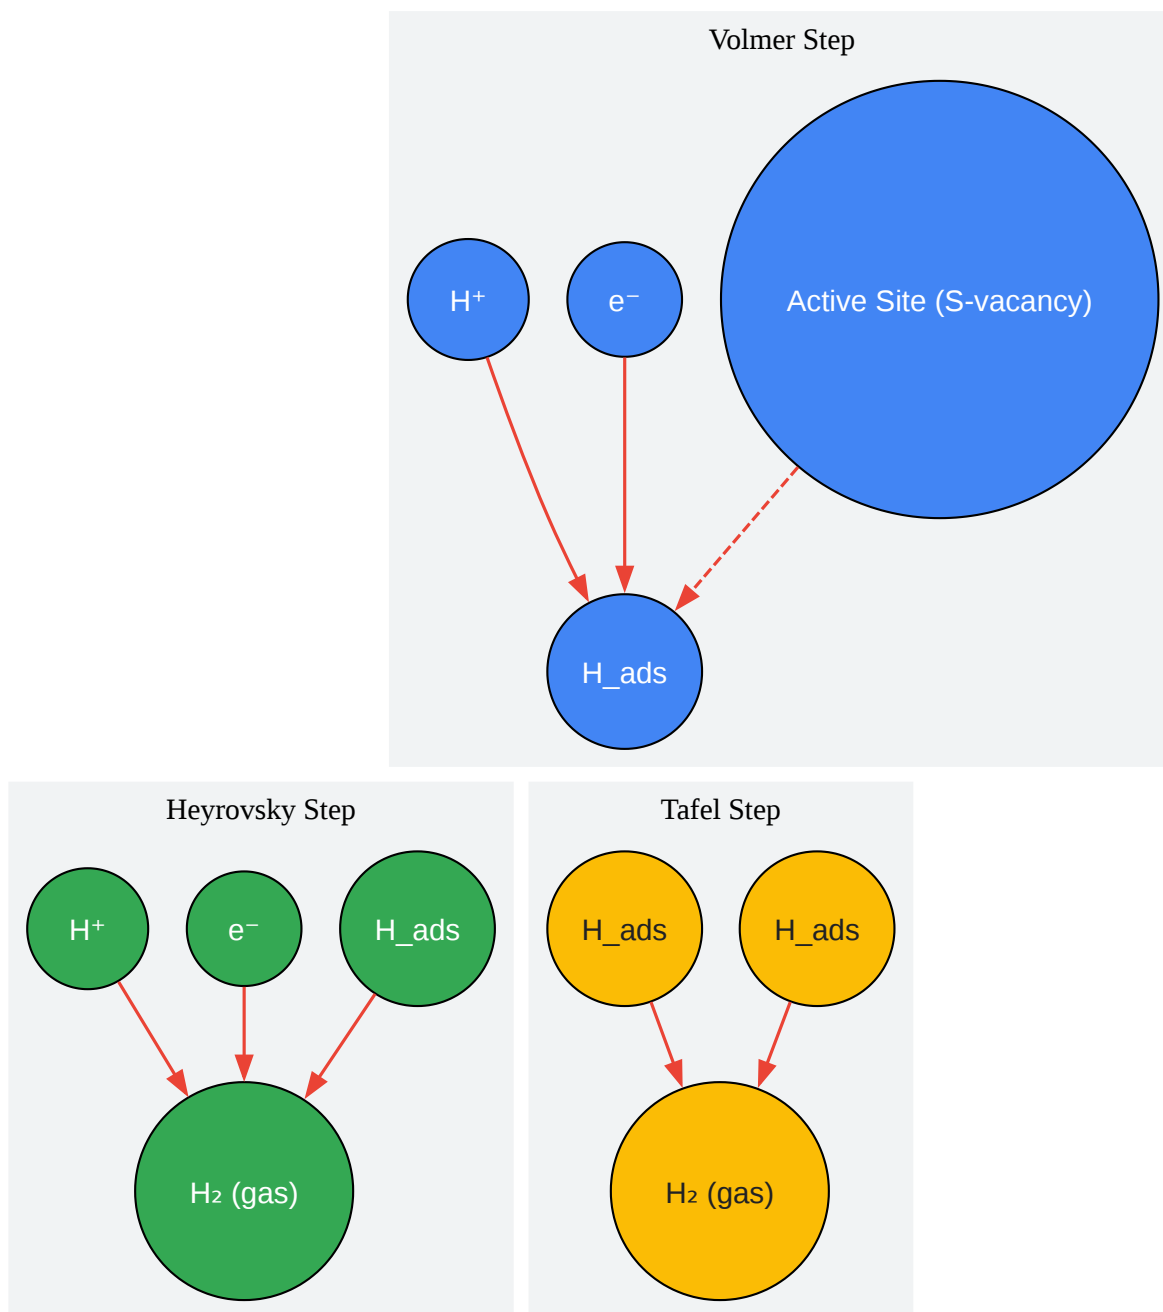 Volmer Step
H⁺
e⁻
Active Site (S-vacancy)
H_ads
Heyrovsky Step
H⁺
e⁻
H_ads
H₂ (gas)
Tafel Step
H_ads
H_ads
H₂ (gas)